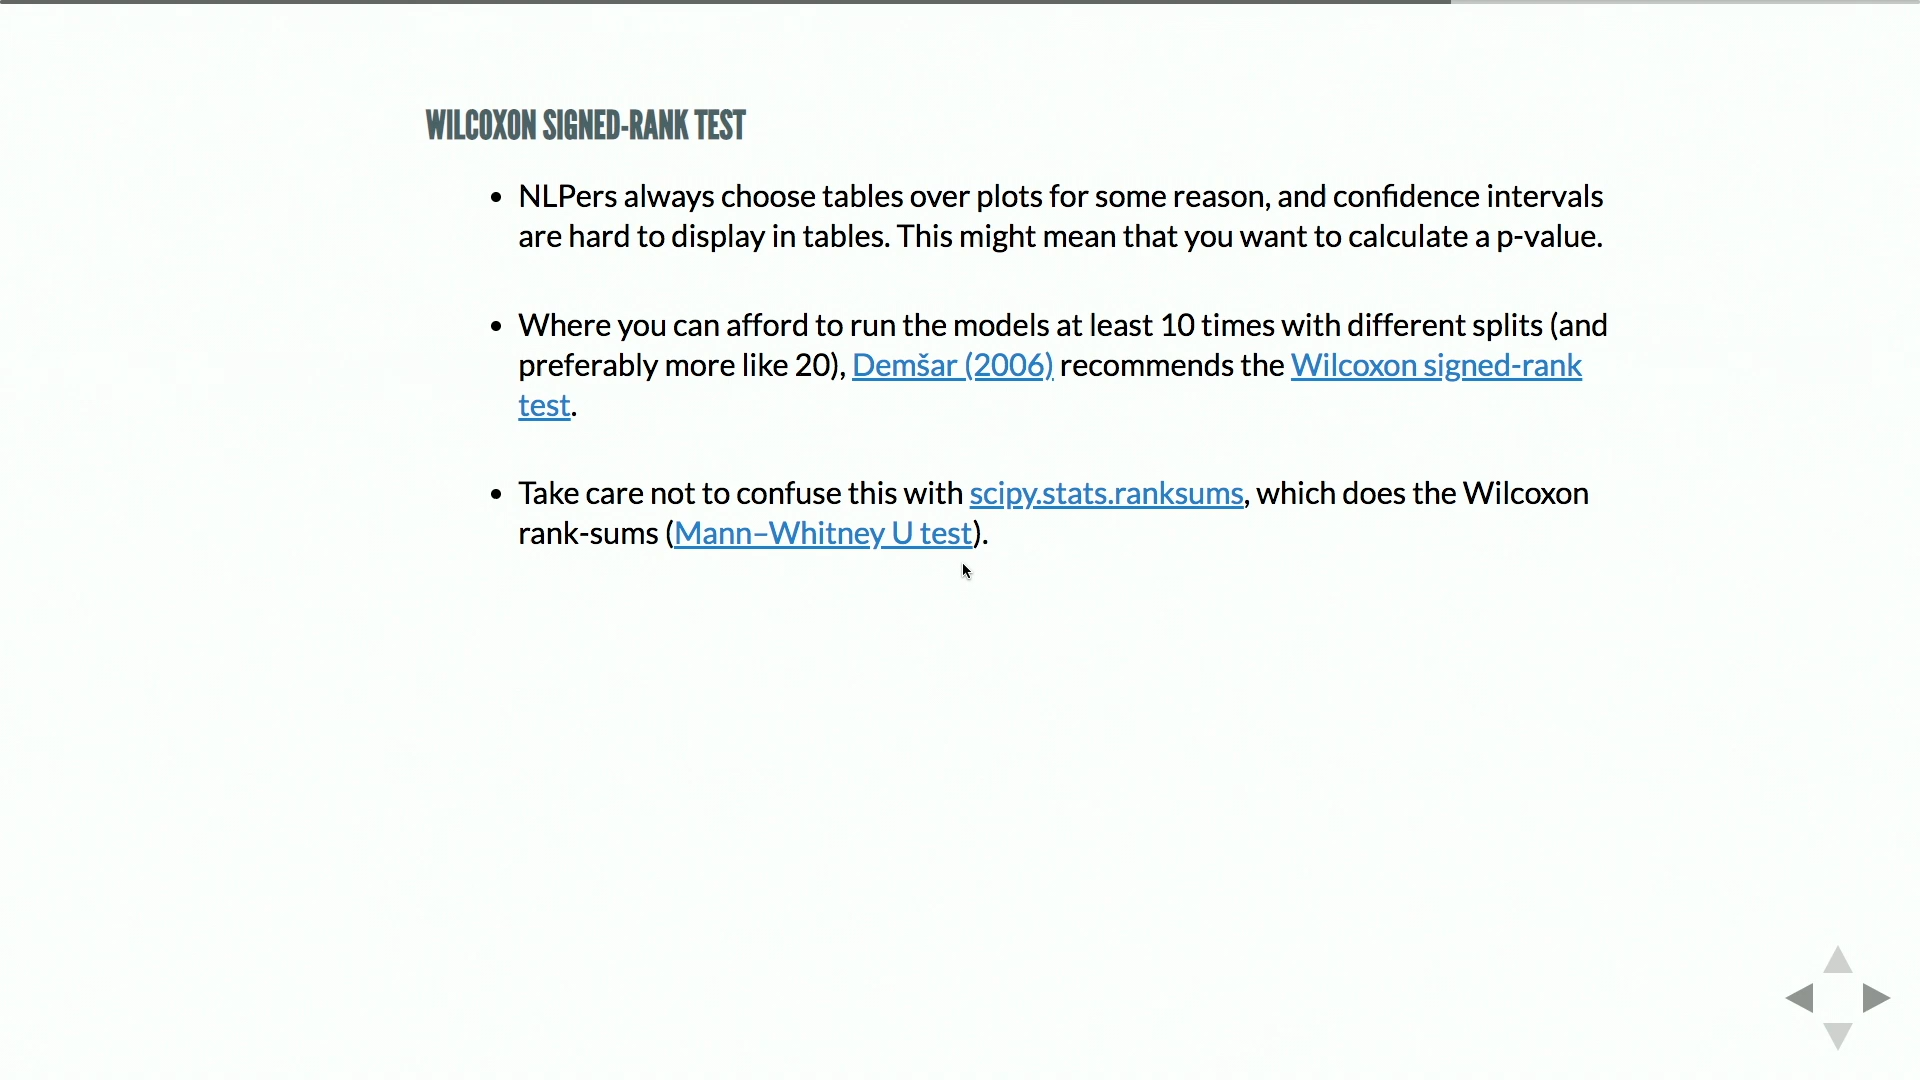 WILCOXON SIGNED-RANK TEST
• NLPers always choose tables over plots for some reason, and confidence intervals
are hard to display in tables. This might mean that you want to calculate a p-value.
• Where you can afford to run the models at least 10 times with different splits (and
preferably more like 20), Demšar (2006) recommends the Wilcoxon signed-rank
test.
• Take care not to confuse this with scipy.stats.ranksums, which does the Wilcoxon
rank-sums (Mann–Whitney U test).